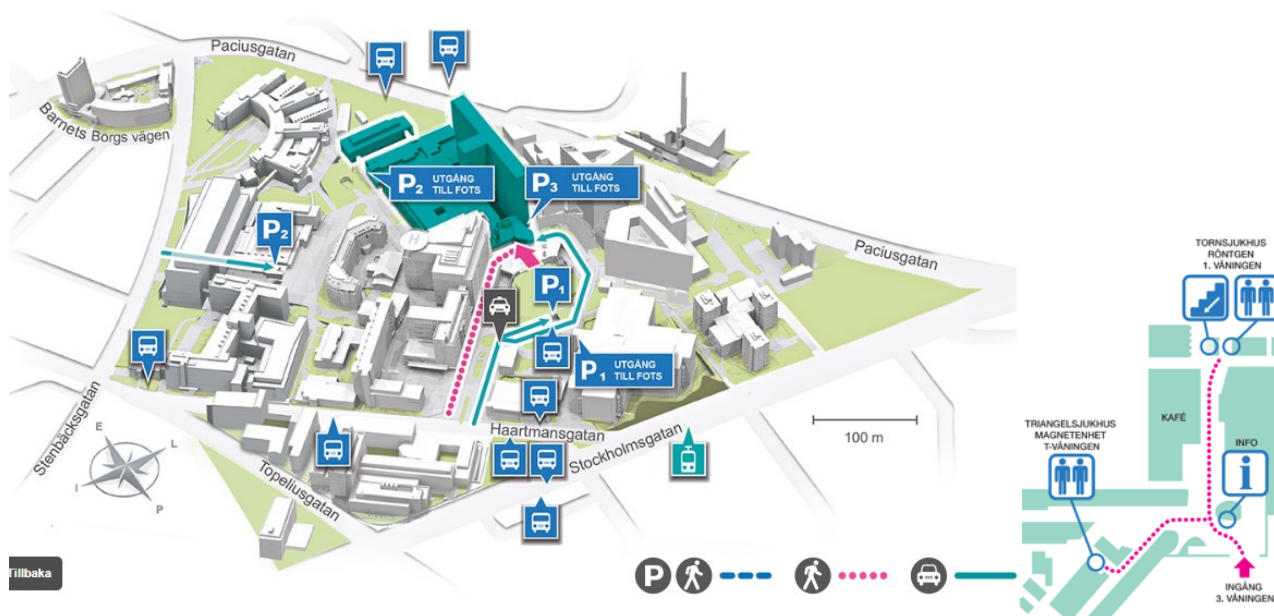 Paciusgatan
Barnets Borgs vägen
P2 UTGÅNG
TILL FOTS
P3 UTGÅNG
TILL FOTS
P2
H
Paciusgatan
P1
P1 UTGÅNG
TILL FOTS
Haartmansgatan
100 m
Stenbäcksgatan
Stockholmsgatan
Topeliusgatan
E
L
I
P
Tillbaka
P
TORNSJUKHUS
RÖNTGEN
1. VÅNINGEN
KAFÉ
TRIANGELSJUKHUS
MAGNETENHET
T-VÅNINGEN
INFO
i
INGÅNG
3. VÅNINGEN